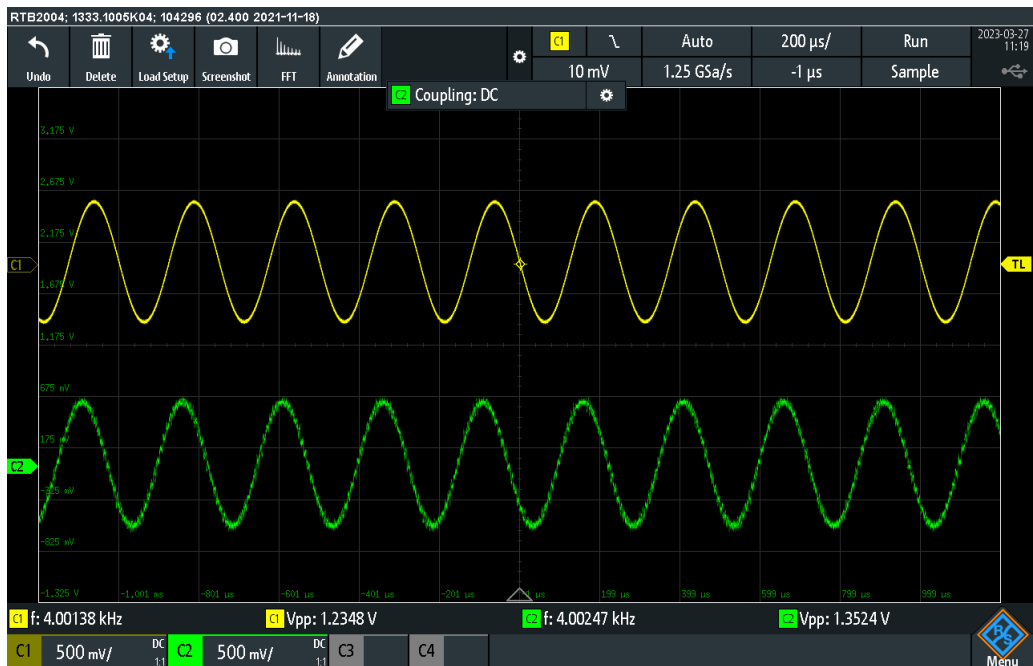 RTB2004; 1333.1005K04; 104296 (02.400 2021-11-18)
Undo Delete Load Setup Screenshot FFT Annotation
C1 Auto 200 µs/ Run
2023-03-27
11:19
10 mV 1.25 GSa/s -1 µs Sample
C2 Coupling: DC
3,175 V
2,675 V
2,175 V
C1
TL
1,675 V
1,175 V
675 mV
175 mV
C2
-325 mV
-825 mV
-1,325 V -1,001 ms -801 µs -601 µs -401 µs -201 µs -1 µs 199 µs 399 µs 599 µs 799 µs 999 µs
C1 f: 4.00138 kHz C1 Vpp: 1.2348 V C2 f: 4.00247 kHz C2 Vpp: 1.3524 V
C1 500 mV/ DC 1:1 C2 500 mV/ DC 1:1 C3 C4
R S
Menu